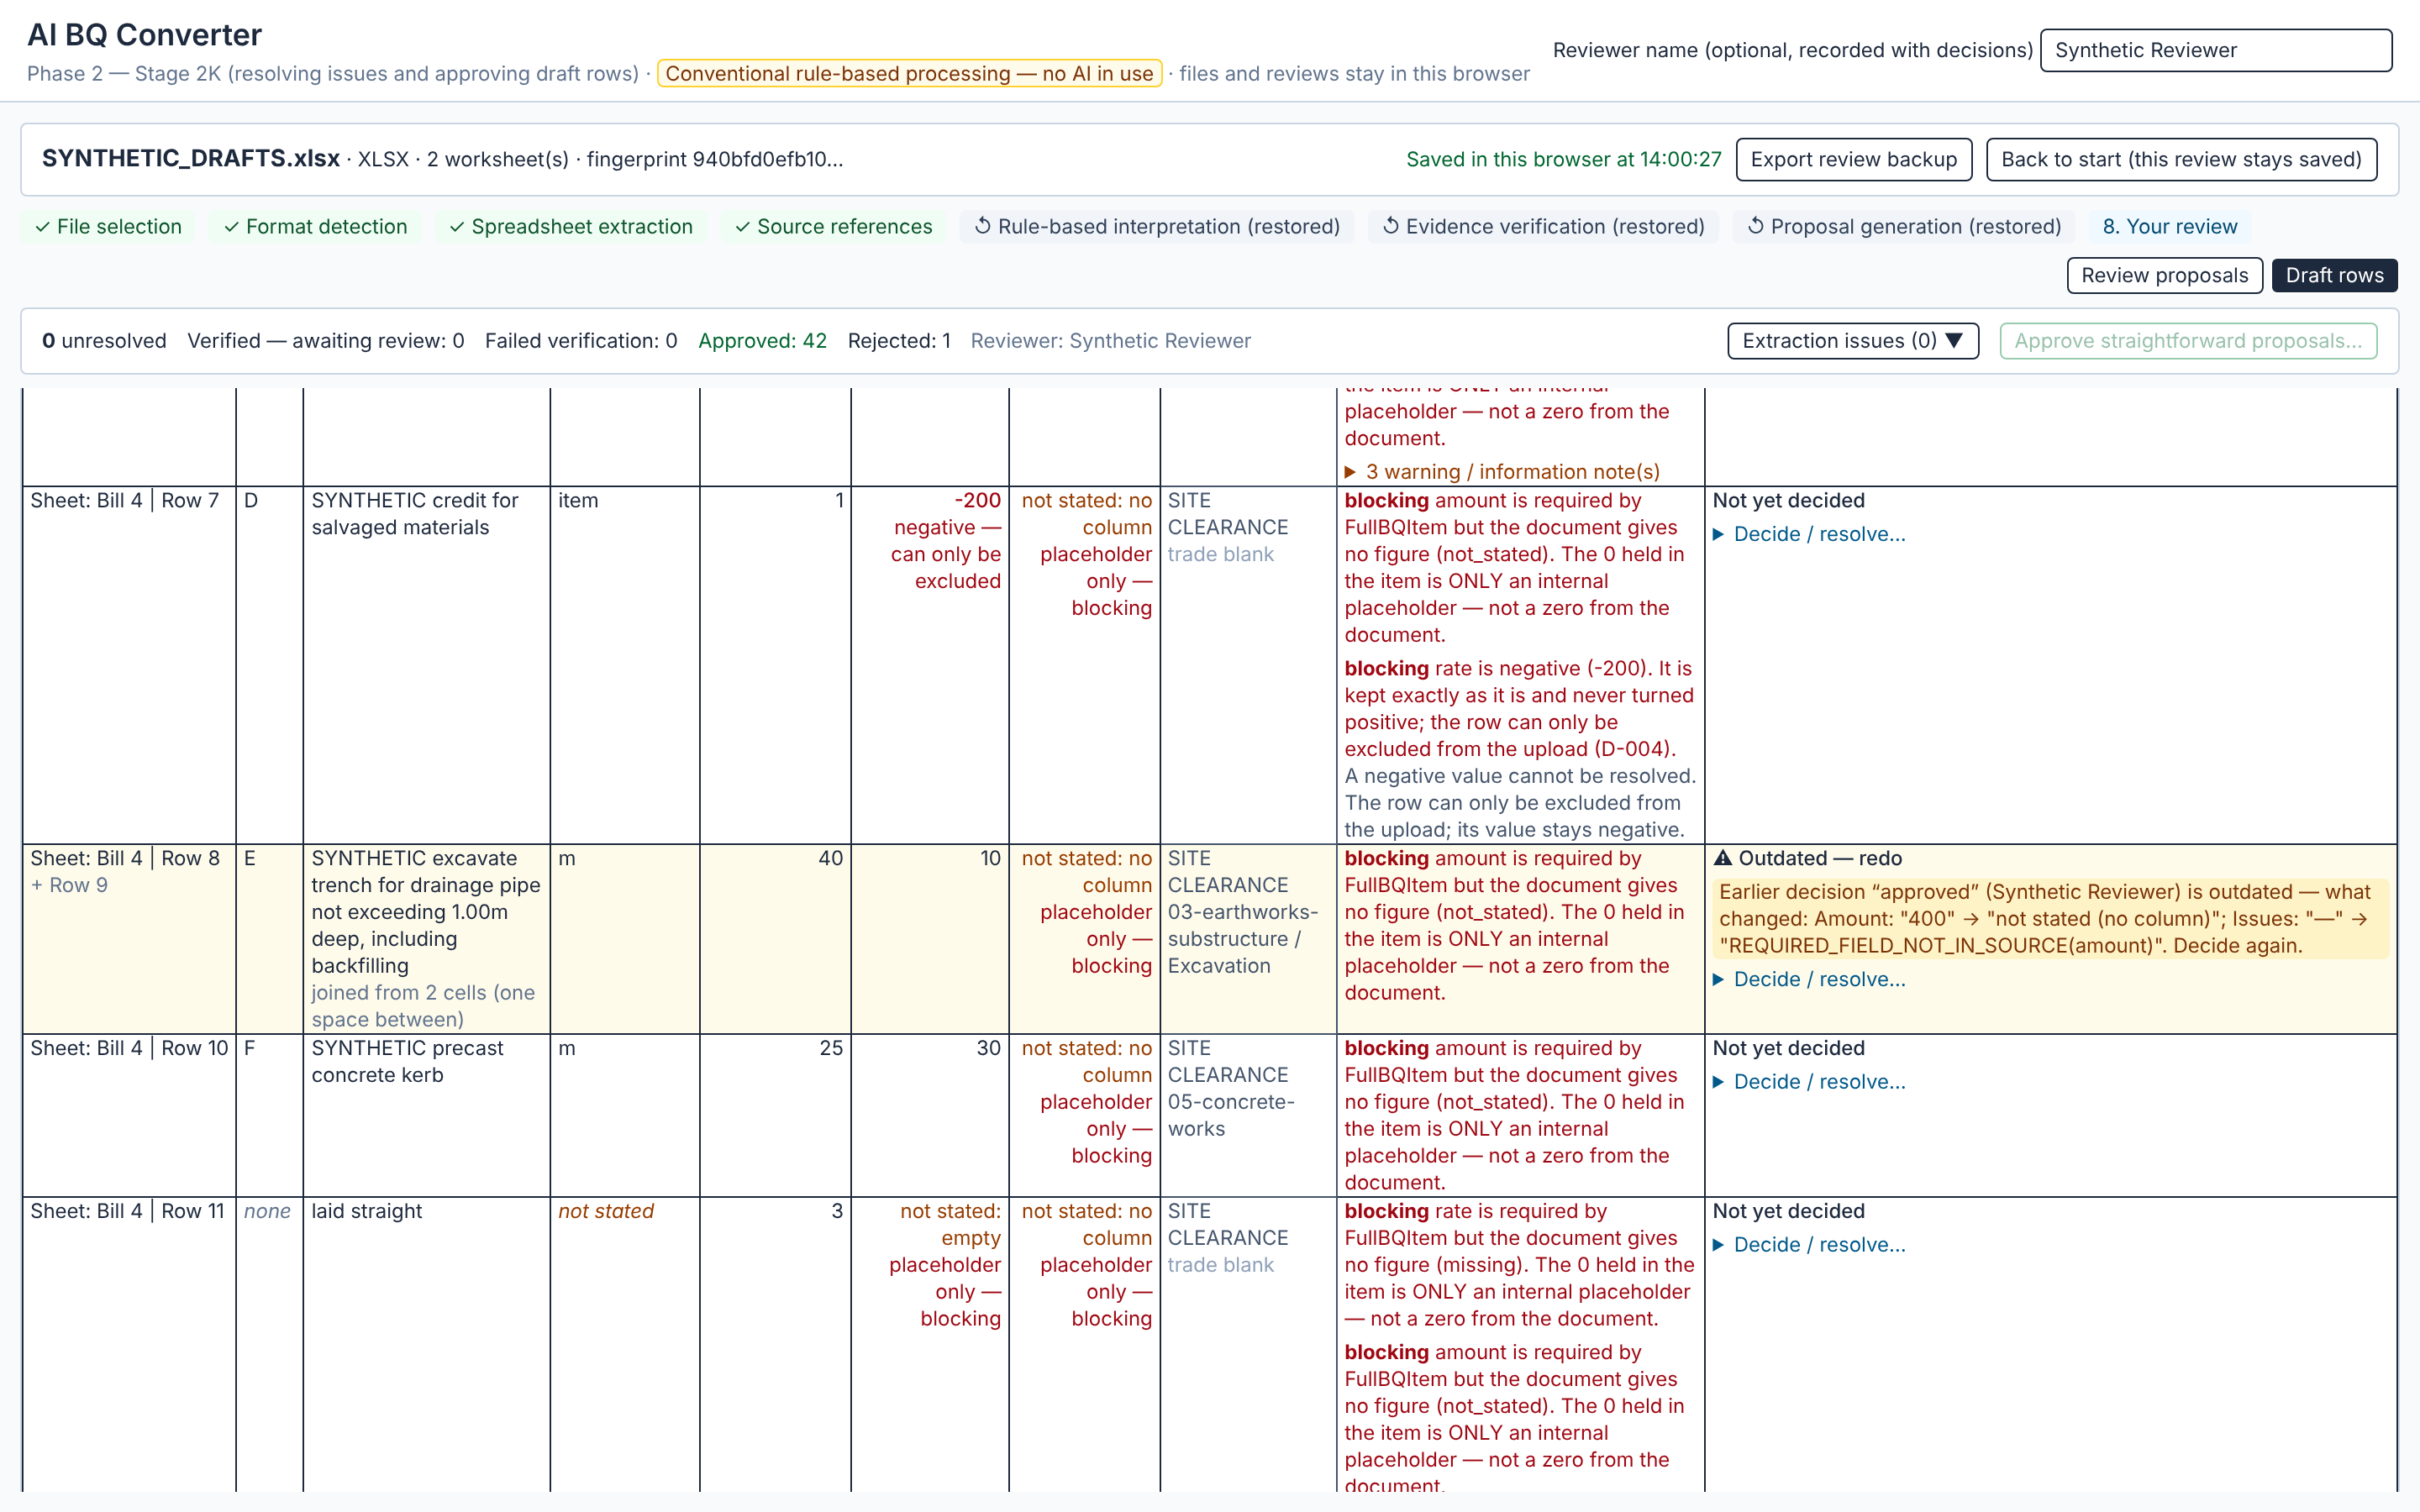 AI BQ Converter
Phase 2 — Stage 2K (resolving issues and approving draft rows) · Conventional rule-based processing — no AI in use · files and reviews stay in this browser
Reviewer name (optional, recorded with decisions) Synthetic Reviewer
SYNTHETIC_DRAFTS.xlsx · XLSX · 2 worksheet(s) · fingerprint 940bfd0efb10…
Saved in this browser at 14:00:27 Export review backup Back to start (this review stays saved)
✓ File selection ✓ Format detection ✓ Spreadsheet extraction ✓ Source references ↺ Rule-based interpretation (restored) ↺ Evidence verification (restored) ↺ Proposal generation (restored) 8. Your review
Review proposals Draft rows
0 unresolved Verified — awaiting review: 0 Failed verification: 0 Approved: 42 Rejected: 1 Reviewer: Synthetic Reviewer
Extraction issues (0) ▼ Approve straightforward proposals…
the item is ONLY an internal
placeholder — not a zero from the
document.
▶ 3 warning / information note(s)
Sheet: Bill 4 | Row 7
D
SYNTHETIC credit for
salvaged materials
item
1
-200
negative —
can only be
excluded
not stated: no
column
placeholder
only —
blocking
SITE
CLEARANCE
trade blank
blocking amount is required by
FullBQItem but the document gives
no figure (not_stated). The 0 held in
the item is ONLY an internal
placeholder — not a zero from the
document.
blocking rate is negative (-200). It is
kept exactly as it is and never turned
positive; the row can only be
excluded from the upload (D-004).
A negative value cannot be resolved.
The row can only be excluded from
the upload; its value stays negative.
Not yet decided
▶ Decide / resolve…
Sheet: Bill 4 | Row 8
+ Row 9
E
SYNTHETIC excavate
trench for drainage pipe
not exceeding 1.00m
deep, including
backfilling
joined from 2 cells (one
space between)
m
40
10
not stated: no
column
placeholder
only —
blocking
SITE
CLEARANCE
03-earthworks-
substructure /
Excavation
blocking amount is required by
FullBQItem but the document gives
no figure (not_stated). The 0 held in
the item is ONLY an internal
placeholder — not a zero from the
document.
⚠ Outdated — redo
Earlier decision “approved” (Synthetic Reviewer) is outdated — what
changed: Amount: "400" → "not stated (no column)"; Issues: "—" →
"REQUIRED_FIELD_NOT_IN_SOURCE(amount)". Decide again.
▶ Decide / resolve…
Sheet: Bill 4 | Row 10
F
SYNTHETIC precast
concrete kerb
m
25
30
not stated: no
column
placeholder
only —
blocking
SITE
CLEARANCE
05-concrete-
works
blocking amount is required by
FullBQItem but the document gives
no figure (not_stated). The 0 held in
the item is ONLY an internal
placeholder — not a zero from the
document.
Not yet decided
▶ Decide / resolve…
Sheet: Bill 4 | Row 11
none
laid straight
not stated
3
not stated:
empty
placeholder
only —
blocking
not stated: no
column
placeholder
only —
blocking
SITE
CLEARANCE
trade blank
blocking rate is required by
FullBQItem but the document gives
no figure (missing). The 0 held in the
item is ONLY an internal placeholder
— not a zero from the document.
blocking amount is required by
FullBQItem but the document gives
no figure (not_stated). The 0 held in
the item is ONLY an internal
placeholder — not a zero from the
document.
Not yet decided
▶ Decide / resolve…